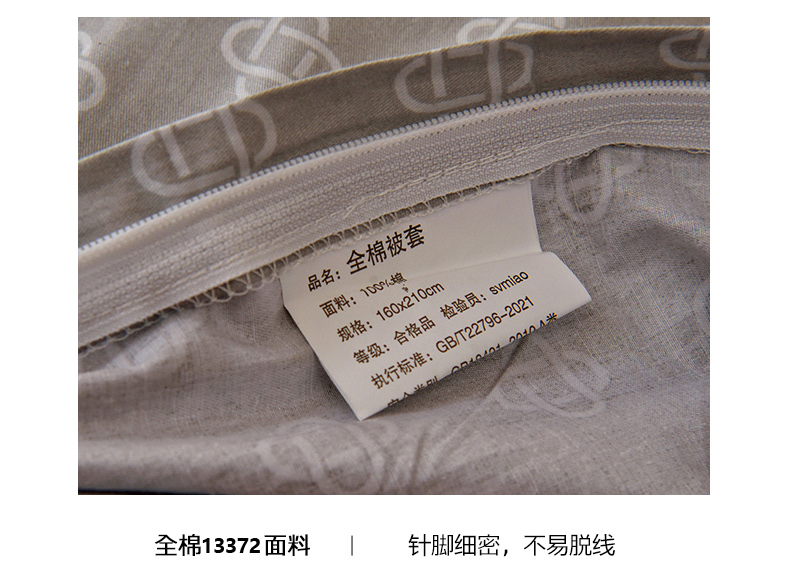 品名：全棉被套
面料：100%棉
规格：160x210cm
等级：合格品 检验员：svmiao
执行标准：GB/T22796-2021
全棉13372面料 | 针脚细密，不易脱线